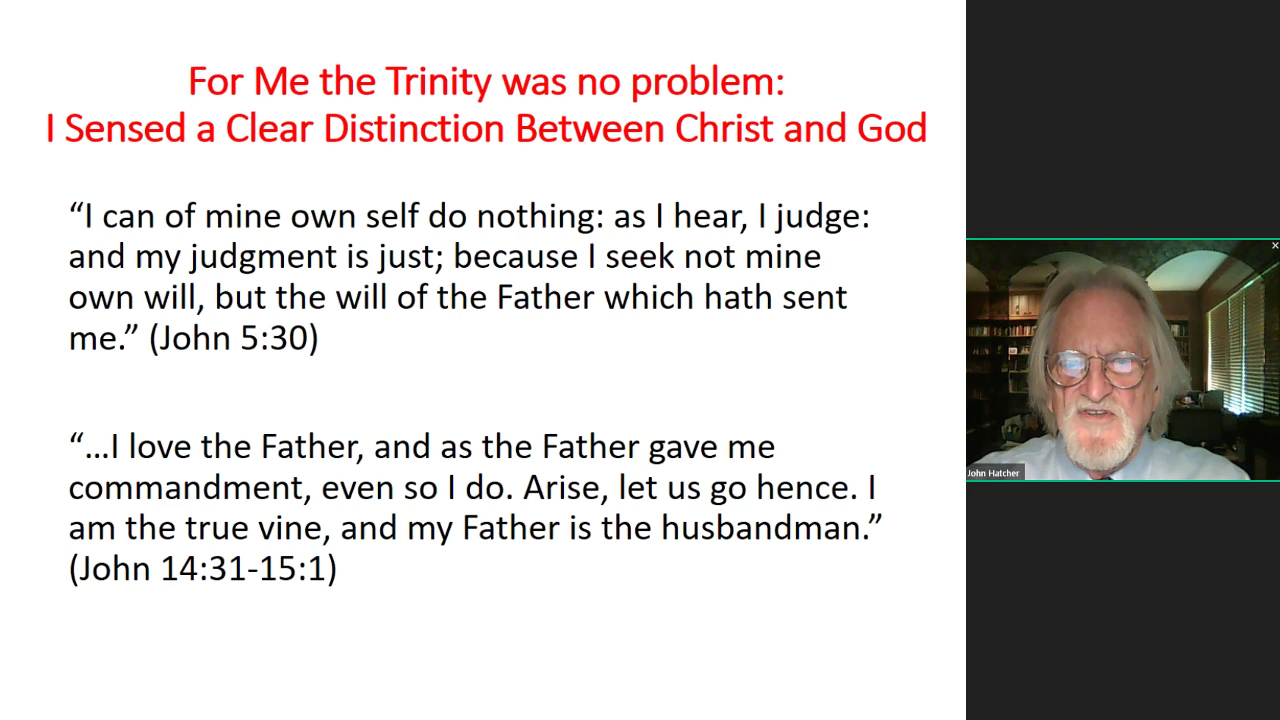 For Me the Trinity was no problem:
I Sensed a Clear Distinction Between Christ and God
“I can of mine own self do nothing: as I hear, I judge:
and my judgment is just; because I seek not mine
own will, but the will of the Father which hath sent
me.” (John 5:30)
“…I love the Father, and as the Father gave me
commandment, even so I do. Arise, let us go hence. I
am the true vine, and my Father is the husbandman.”
(John 14:31-15:1)
John Hatcher